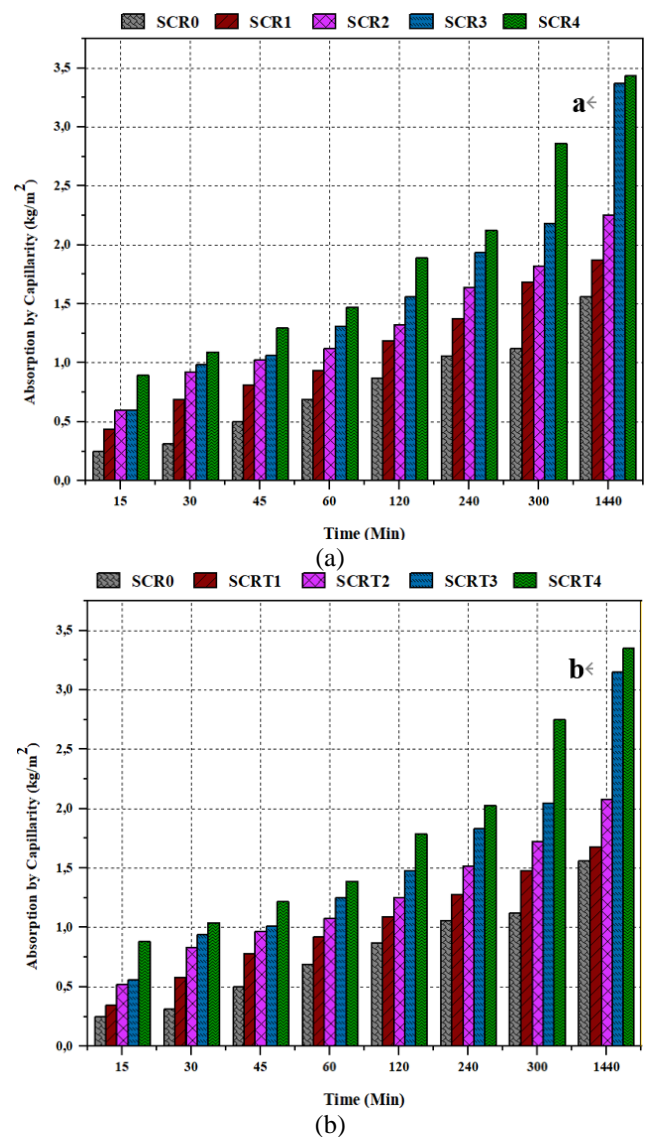 SCR0 SCR1 SCR2 SCR3 SCR4
Absorption by Capillarity (kg/m²)
3,5
3,0
2,5
2,0
1,5
1,0
0,5
0,0
a
15 30 45 60 120 240 300 1440
Time (Min)
(a)
SCR0 SCRT1 SCRT2 SCRT3 SCRT4
Absorption by Capillarity (kg/m²)
3,5
3,0
2,5
2,0
1,5
1,0
0,5
0,0
b
15 30 45 60 120 240 300 1440
Time (Min)
(b)